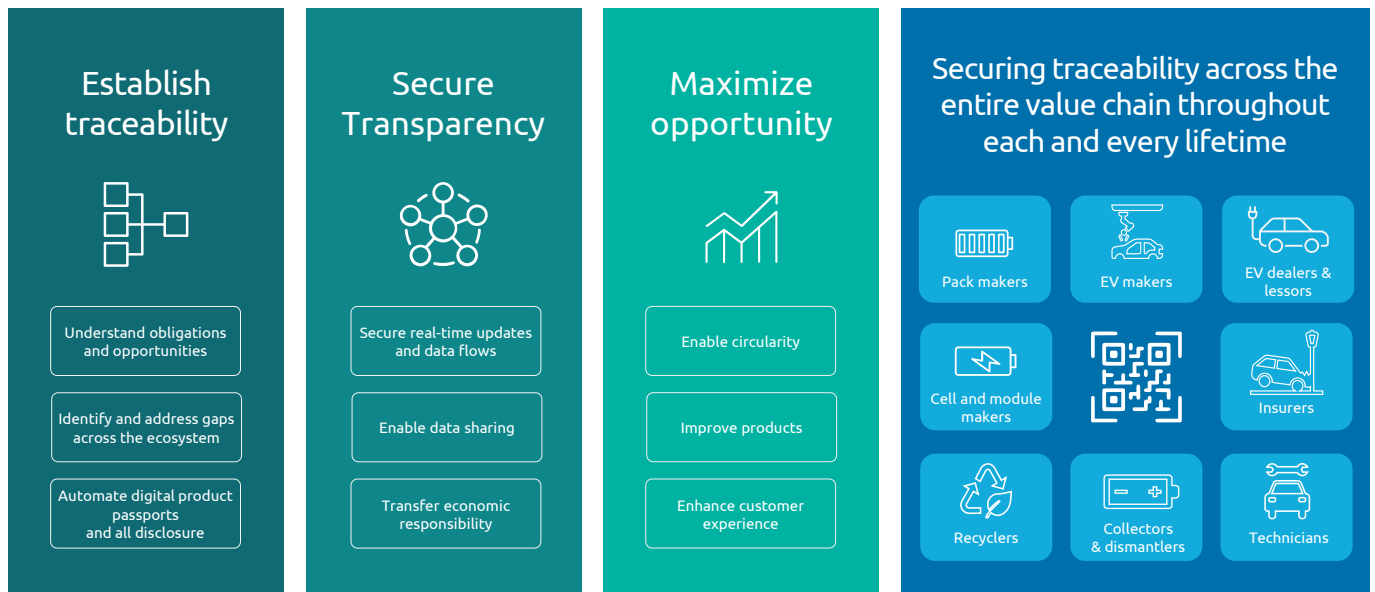 Establish
traceability
Understand obligations
and opportunities
Identify and address gaps
across the ecosystem
Automate digital product
passports
and all disclosure
Secure
Transparency
Secure real-time updates
and data flows
Enable data sharing
Transfer economic
responsibility
Maximize
opportunity
Enable circularity
Improve products
Enhance customer
experience
Securing traceability across the
entire value chain throughout
each and every lifetime
Pack makers
EV makers
EV dealers &
lessors
Cell and module
makers
Insurers
Recyclers
Collectors
& dismantlers
Technicians